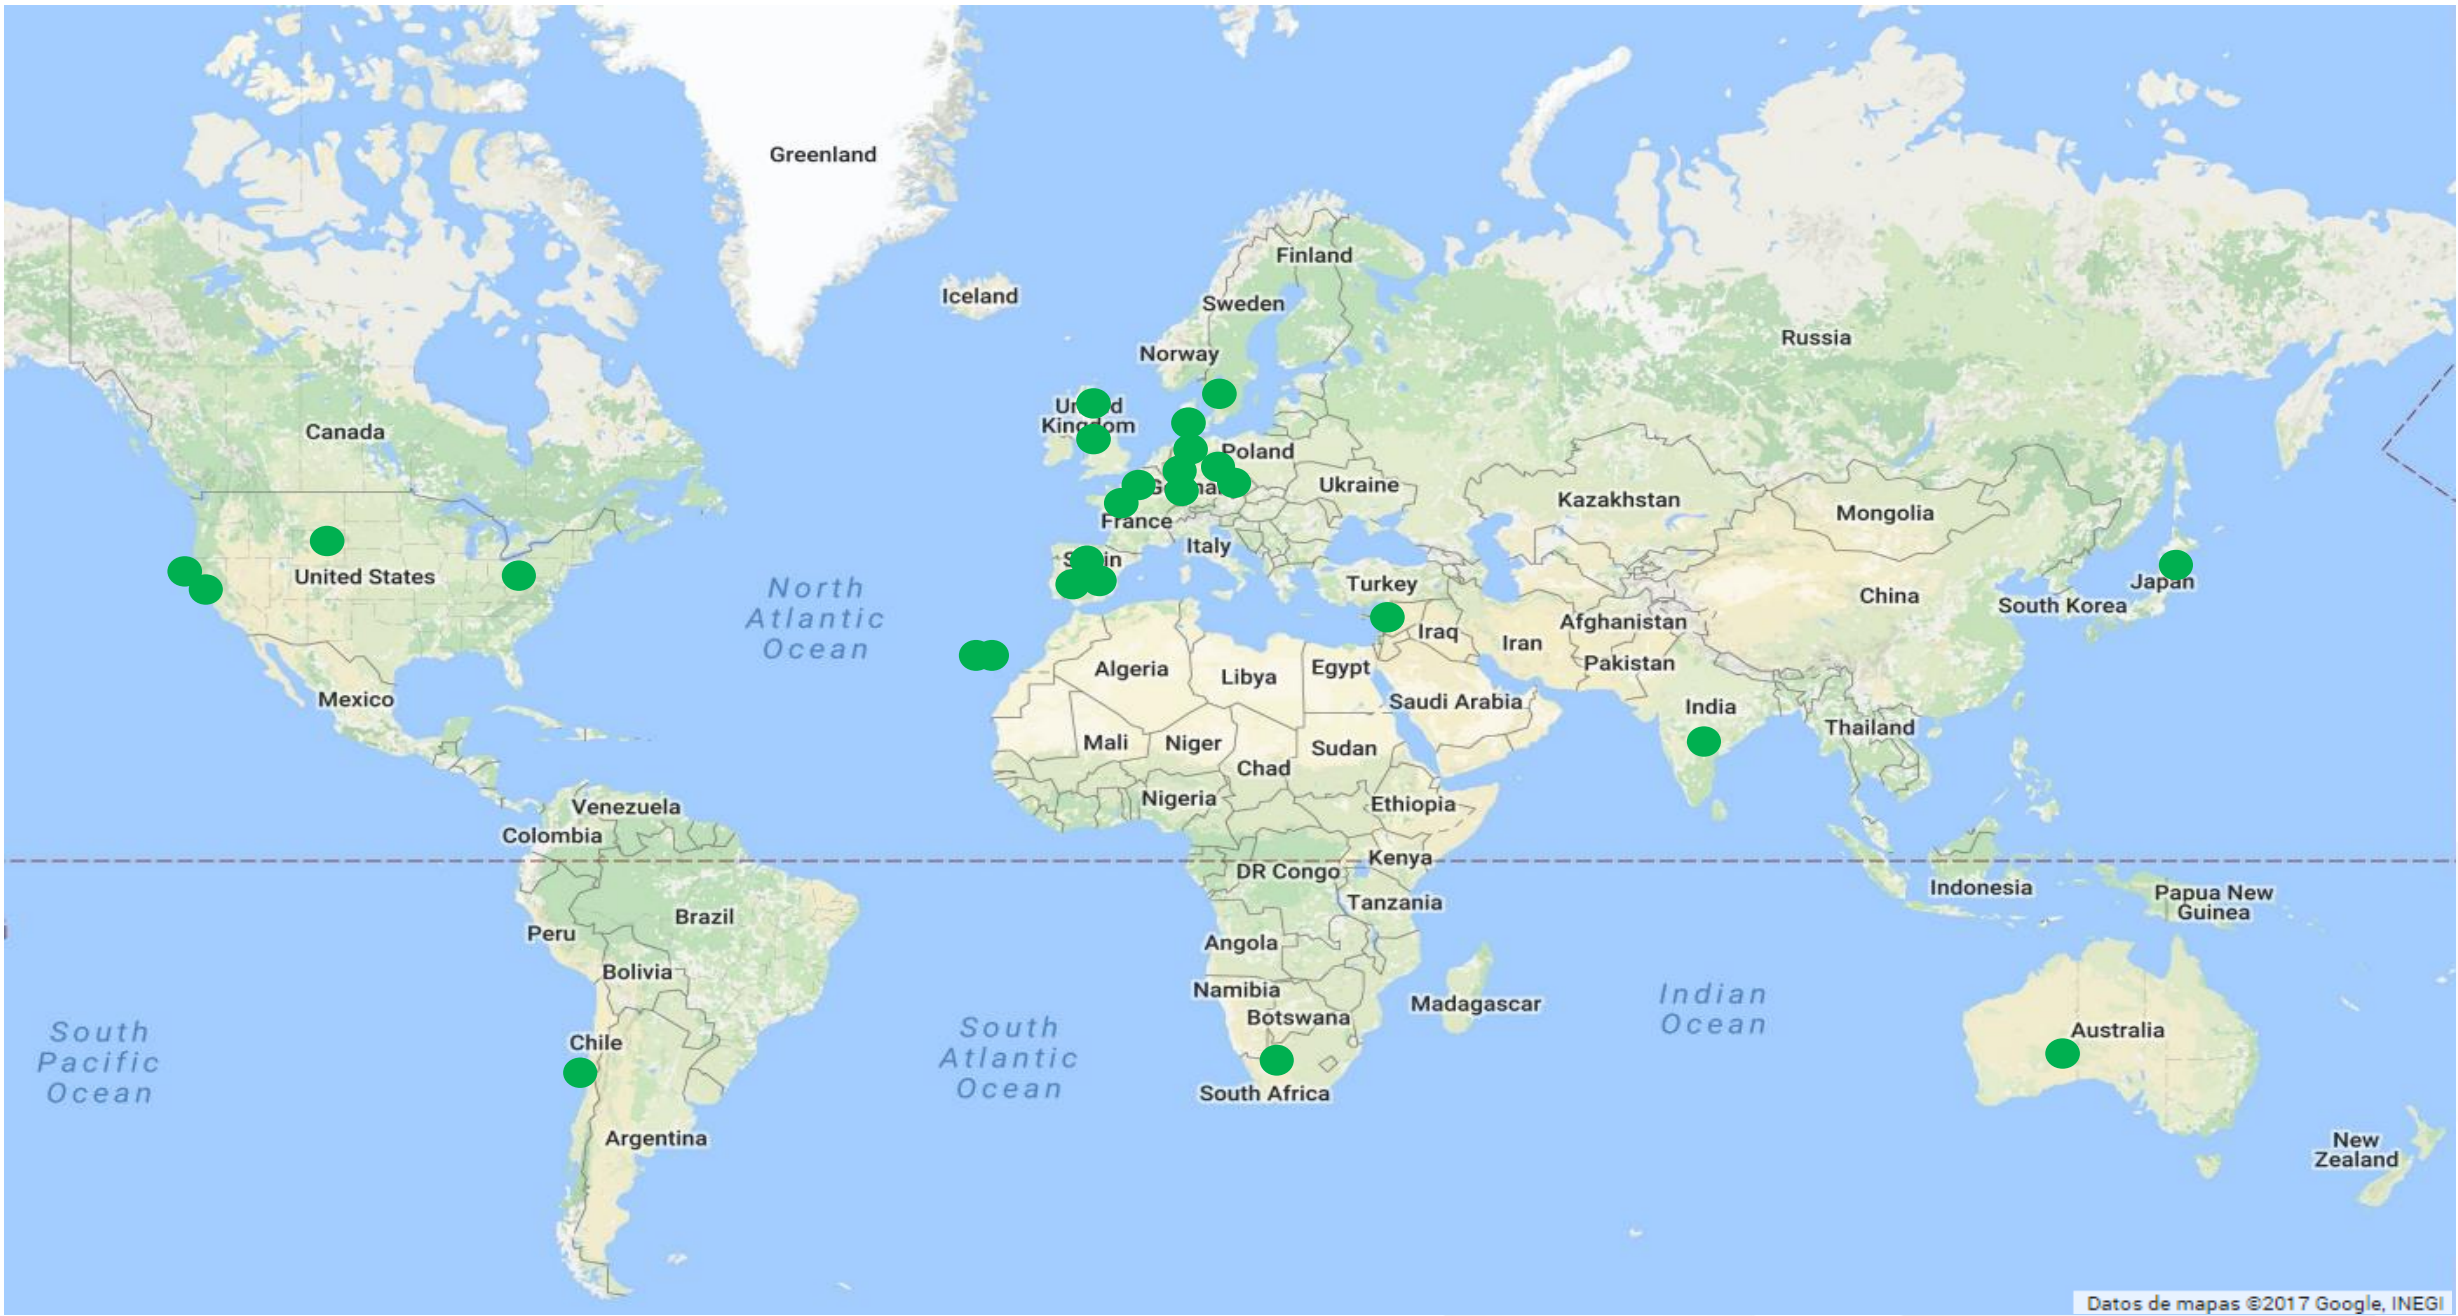 Greenland
Finland
Iceland
Sweden
Russia
Norway
United
Kingdom
Canada
Poland
Ukraine
Kazakhstan
Mongolia
France
Italy
Spain
United States
Turkey
China
Japan
South Korea
North
Atlantic
Ocean
Afghanistan
Iraq
Iran
Pakistan
Algeria
Libya
Egypt
Mexico
Saudi Arabia
India
Thailand
Mali
Niger
Sudan
Chad
Nigeria
Ethiopia
Venezuela
Colombia
Kenya
DR Congo
Indonesia
Papua New
Guinea
Tanzania
Brazil
Peru
Angola
Bolivia
Namibia
Madagascar
Indian
Ocean
Botswana
South
Pacific
Ocean
Chile
South
Atlantic
Ocean
Australia
South Africa
Argentina
New
Zealand
Datos de mapas ©2017 Google, INEGI